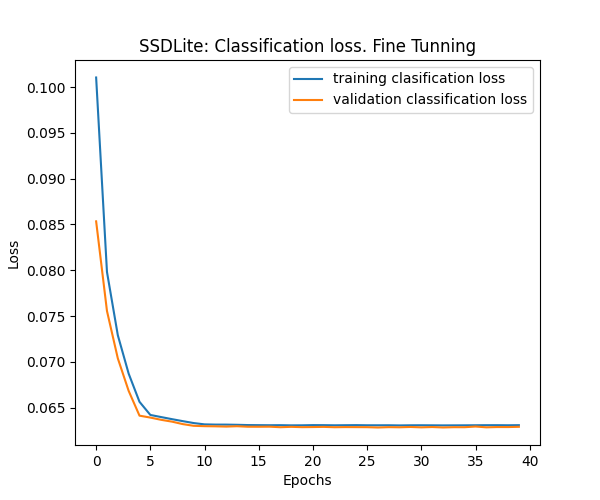 SSDLite: Classification loss. Fine Tunning
training clasification loss
validation classification loss
0.100
0.095
0.090
0.085
0.080
0.075
0.070
0.065
Loss
0 5 10 15 20 25 30 35 40
Epochs